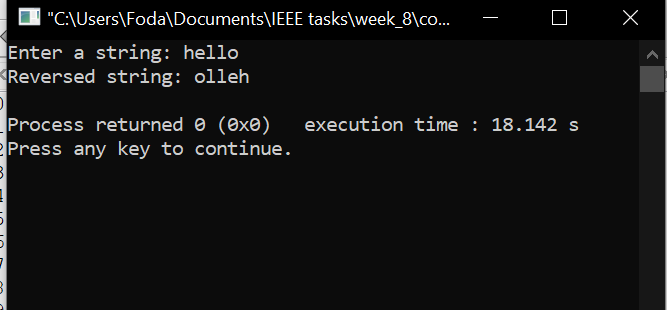 "C:\Users\Foda\Documents\IEEE tasks\week_8\co...
Enter a string: hello
Reversed string: olleh
Process returned 0 (0x0)   execution time : 18.142 s
Press any key to continue.